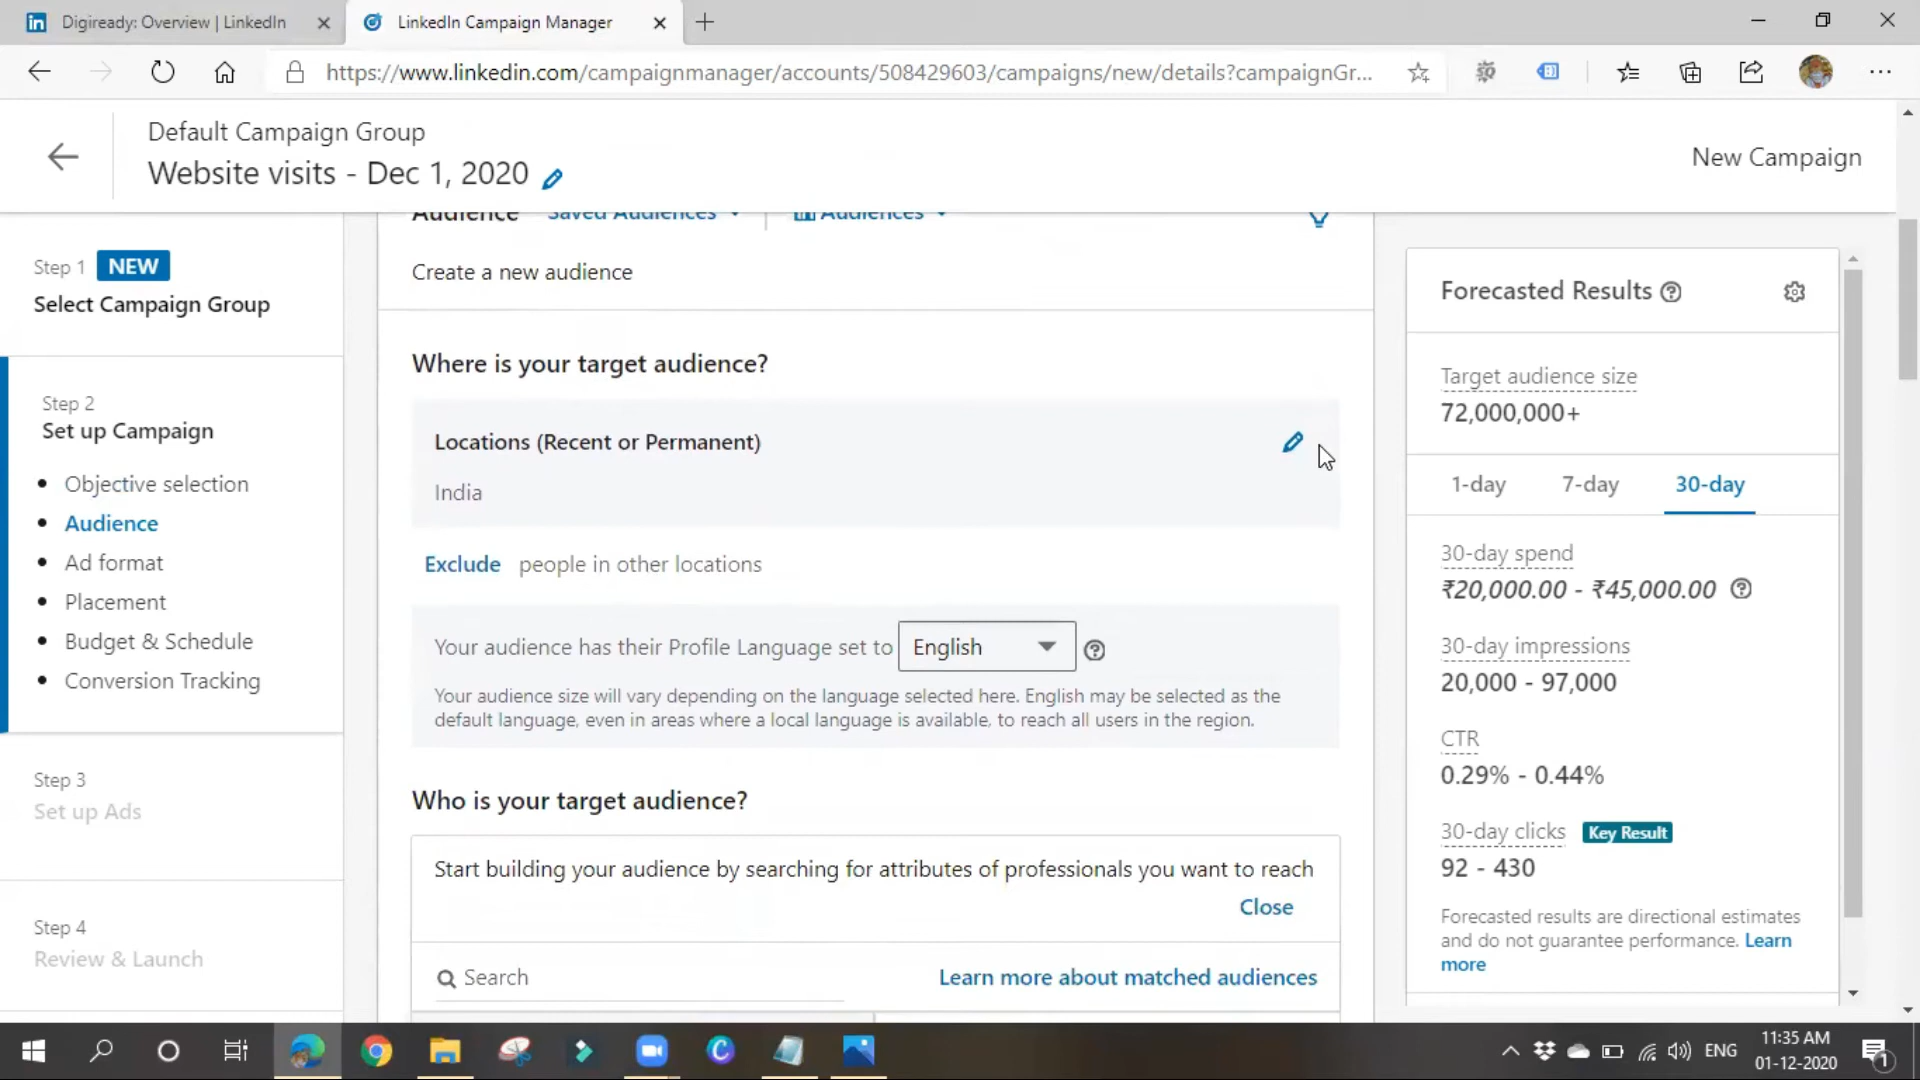 Digiready: Overview | LinkedIn
LinkedIn Campaign Manager
https://www.linkedin.com/campaignmanager/accounts/508429603/campaigns/new/details?campaignGr...
Default Campaign Group
Website visits - Dec 1, 2020
New Campaign
Step 1 NEW
Select Campaign Group
Step 2
Set up Campaign
Objective selection
Audience
Ad format
Placement
Budget & Schedule
Conversion Tracking
Step 3
Set up Ads
Step 4
Review & Launch
Audience Saved Audiences Audiences
Create a new audience
Where is your target audience?
Locations (Recent or Permanent)
India
Exclude people in other locations
Your audience has their Profile Language set to English
Your audience size will vary depending on the language selected here. English may be selected as the
default language, even in areas where a local language is available, to reach all users in the region.
Who is your target audience?
Start building your audience by searching for attributes of professionals you want to reach
Close
Search
Learn more about matched audiences
Forecasted Results
Target audience size
72,000,000+
1-day 7-day 30-day
30-day spend
₹20,000.00 - ₹45,000.00
30-day impressions
20,000 - 97,000
CTR
0.29% - 0.44%
30-day clicks Key Result
92 - 430
Forecasted results are directional estimates
and do not guarantee performance. Learn
more
ENG
11:35 AM
01-12-2020
1